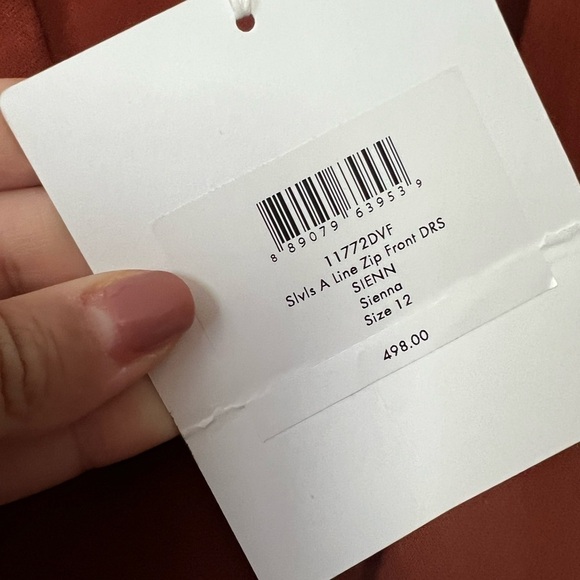 8 89079 63953 9
11772DVF
Slvls A Line Zip Front DRS
SIENN
Sienna
Size 12
498.00